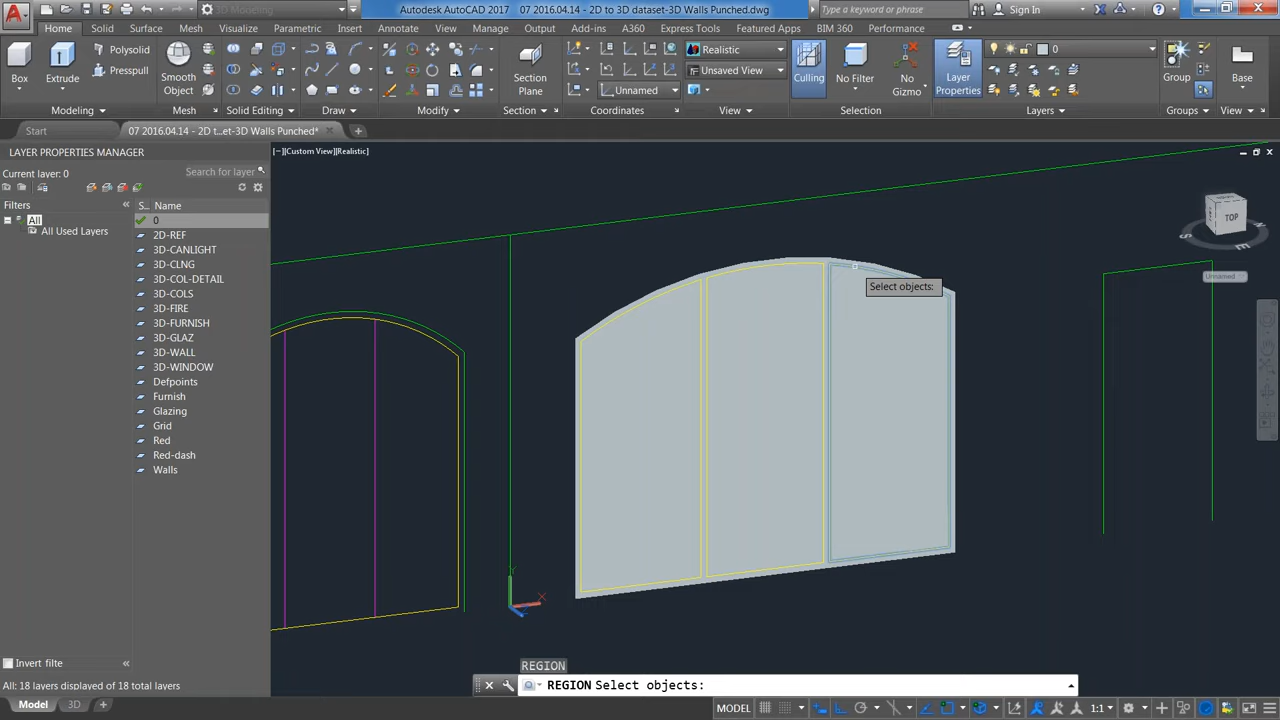 3D Modeling
Autodesk AutoCAD 2017 07 2016.04.14 - 2D to 3D dataset-3D Walls Punched.dwg
Type a keyword or phrase
Sign In
Home Solid Surface Mesh Visualize Parametric Insert Annotate View Manage Output Add-ins A360 Express Tools Featured Apps BIM 360 Performance
Box
Extrude
Polysolid
Presspull
Smooth
Object
Section
Plane
Unnamed
Realistic
Unsaved View
Culling
No Filter
No
Gizmo
Layer
Properties
0
Group
Base
Modeling
Mesh
Solid Editing
Draw
Modify
Section
Coordinates
View
Selection
Layers
Groups
View
Start
07 2016.04.14 - 2D t...et-3D Walls Punched*
LAYER PROPERTIES MANAGER
[−][Custom View][Realistic]
Current layer: 0
Search for layer
Filters
S.. Name
All
All Used Layers
0
2D-REF
3D-CANLIGHT
3D-CLNG
3D-COL-DETAIL
3D-COLS
3D-FIRE
3D-FURNISH
3D-GLAZ
3D-WALL
3D-WINDOW
Defpoints
Furnish
Glazing
Grid
Red
Red-dash
Walls
TOP
S
E
Unnamed
Select objects:
Y
X
Invert filte
All: 18 layers displayed of 18 total layers
REGION
REGION Select objects:
Model 3D
MODEL
1:1